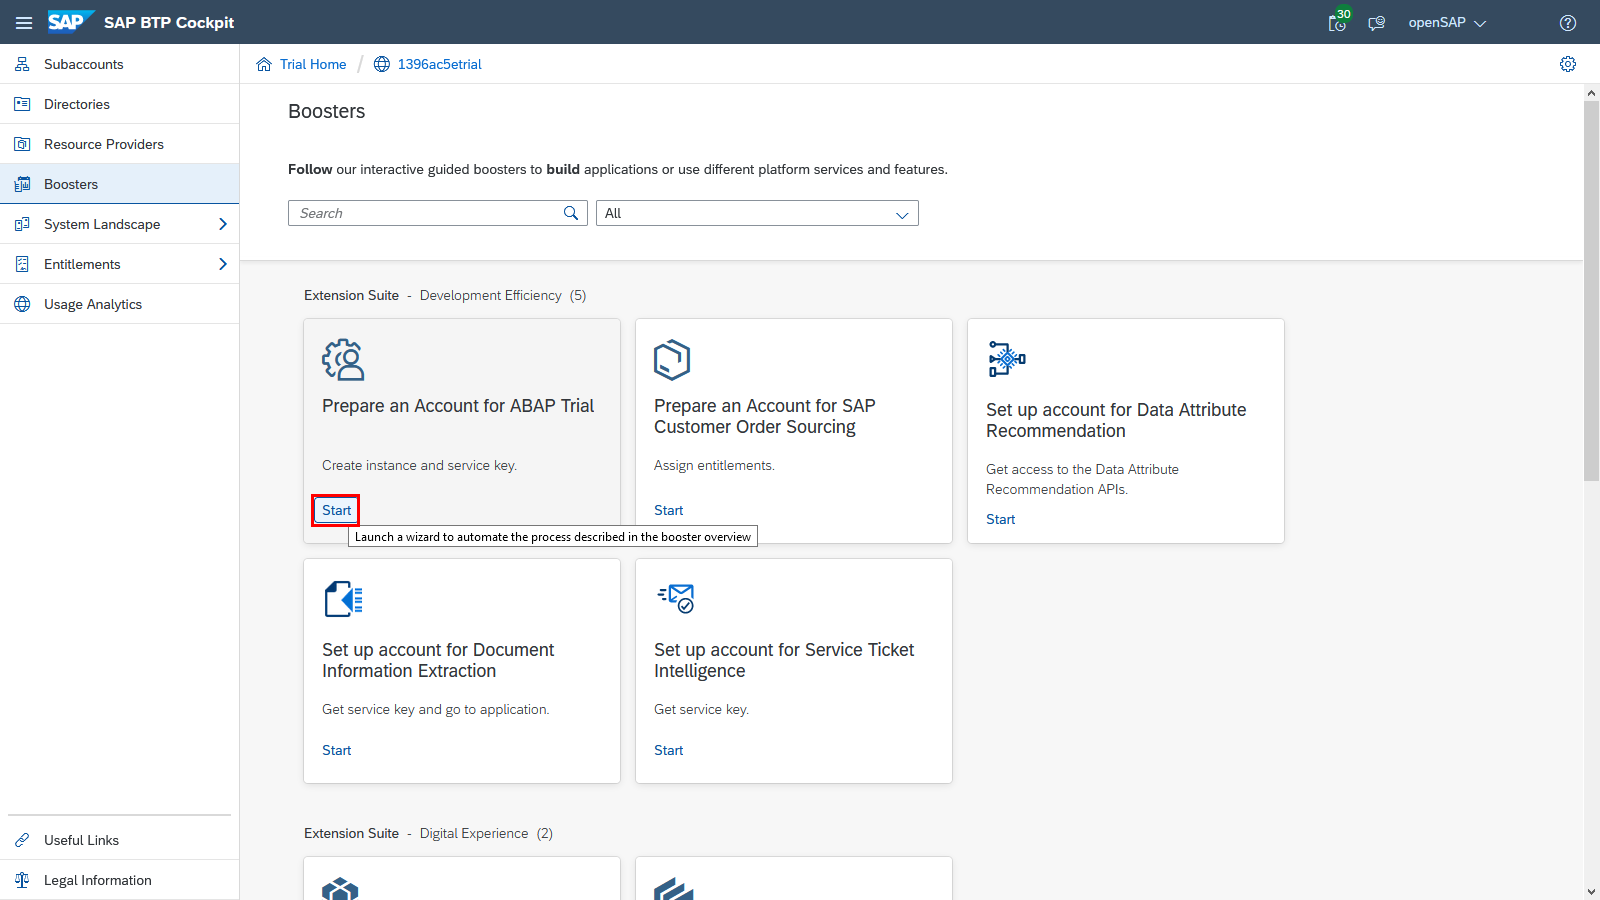 SAP SAP BTP Cockpit
30
openSAP
Subaccounts
Directories
Resource Providers
Boosters
System Landscape
Entitlements
Usage Analytics
Useful Links
Legal Information
Trial Home / 1396ac5etrial
Boosters
Follow our interactive guided boosters to build applications or use different platform services and features.
Search
All
Extension Suite - Development Efficiency (5)
Prepare an Account for ABAP Trial
Create instance and service key.
Start
Launch a wizard to automate the process described in the booster overview
Prepare an Account for SAP
Customer Order Sourcing
Assign entitlements.
Start
Set up account for Data Attribute
Recommendation
Get access to the Data Attribute
Recommendation APIs.
Start
Set up account for Document
Information Extraction
Get service key and go to application.
Start
Set up account for Service Ticket
Intelligence
Get service key.
Start
Extension Suite - Digital Experience (2)